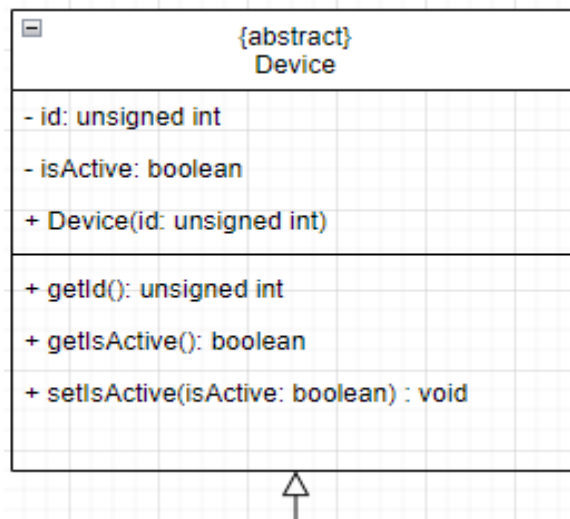 {abstract}
Device
- id: unsigned int
- isActive: boolean
+ Device(id: unsigned int)
+ getId(): unsigned int
+ getIsActive(): boolean
+ setIsActive(isActive: boolean) : void